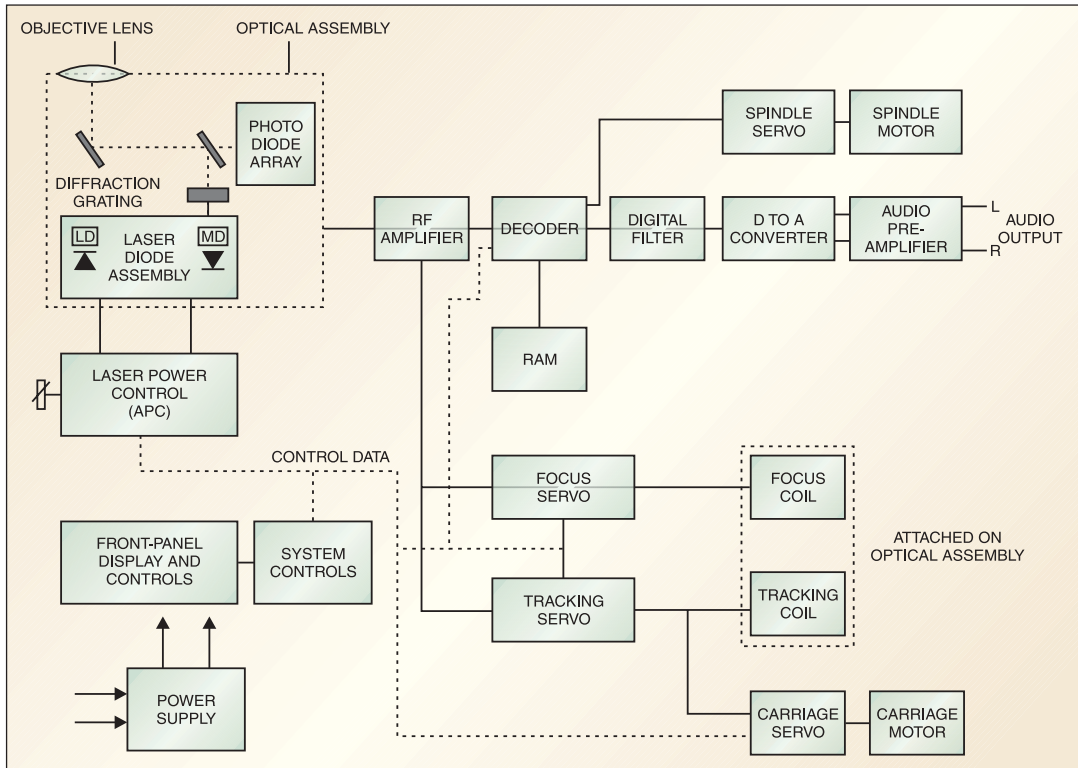 OBJECTIVE LENS
OPTICAL ASSEMBLY
PHOTO
DIODE
ARRAY
DIFFRACTION
GRATING
LD
LASER
DIODE
ASSEMBLY
MD
LASER POWER
CONTROL
(APC)
CONTROL DATA
FRONT-PANEL
DISPLAY AND
CONTROLS
SYSTEM
CONTROLS
POWER
SUPPLY
RF
AMPLIFIER
DECODER
RAM
DIGITAL
FILTER
D TO A
CONVERTER
AUDIO
PRE-
AMPLIFIER
L
R
AUDIO
OUTPUT
SPINDLE
SERVO
SPINDLE
MOTOR
FOCUS
SERVO
FOCUS
COIL
TRACKING
SERVO
TRACKING
COIL
ATTACHED ON
OPTICAL ASSEMBLY
CARRIAGE
SERVO
CARRIAGE
MOTOR